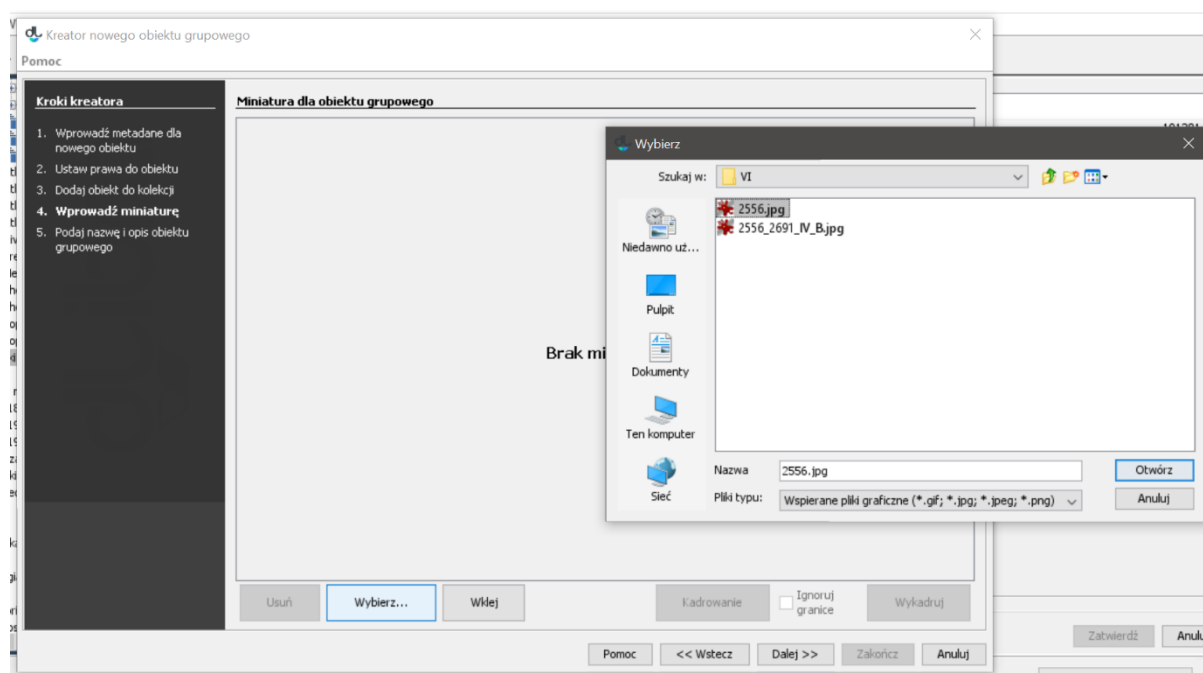 Kreator nowego obiektu grupowego
Pomoc
Kroki kreatora
1. Wprowadź metadane dla
nowego obiektu
2. Ustaw prawa do obiektu
3. Dodaj obiekt do kolekcji
4. Wprowadź miniaturę
5. Podaj nazwę i opis obiektu
grupowego
Miniatura dla obiektu grupowego
Brak mi
Wybierz
Szukaj w:
VI
2556.jpg
2556_2691_IV_B.jpg
Niedawno uż...
Pulpit
Dokumenty
Ten komputer
Sieć
Nazwa
2556.jpg
Otwórz
Pliki typu:
Wspierane pliki graficzne (*.gif; *.jpg; *.jpeg; *.png)
Anuluj
Usuń
Wybierz...
Wklej
Kadrowanie
Ignoruj
granice
Wykadruj
Pomoc
<< Wstecz
Dalej >>
Zakończ
Anuluj
Zatwierdź